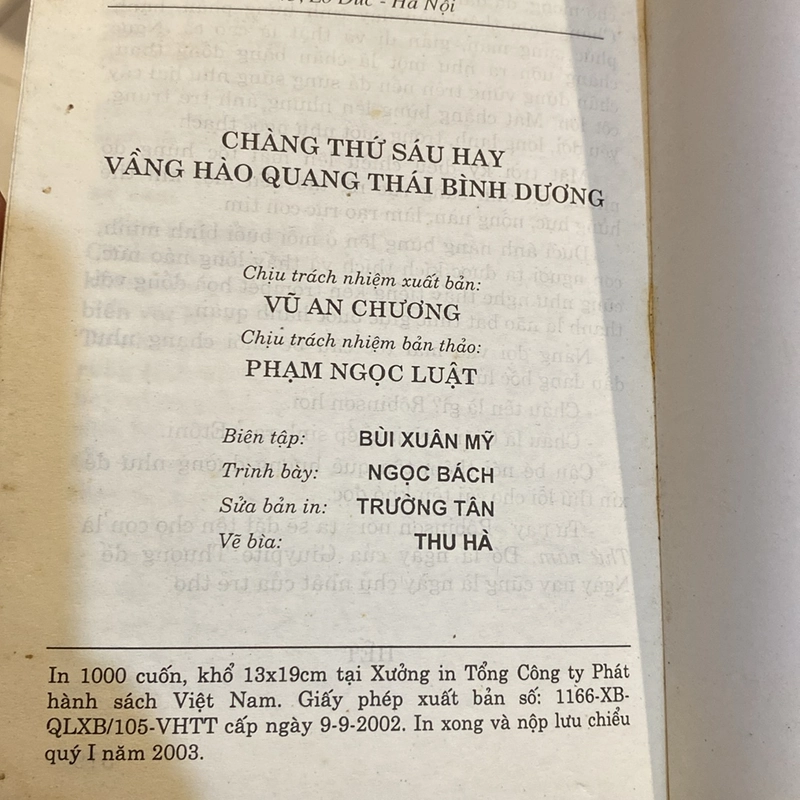 Lò Đúc - Hà Nội
CHÀNG THỨ SÁU HAY
VẦNG HÀO QUANG THÁI BÌNH DƯƠNG
Chịu trách nhiệm xuất bản:
VŨ AN CHƯƠNG
Chịu trách nhiệm bản thảo:
PHẠM NGỌC LUẬT
Biên tập: BÙI XUÂN MỸ
Trình bày: NGỌC BÁCH
Sửa bản in: TRƯỜNG TÂN
Vẽ bìa: THU HÀ
In 1000 cuốn, khổ 13x19cm tại Xưởng in Tổng Công ty Phát
hành sách Việt Nam. Giấy phép xuất bản số: 1166-XB-
QLXB/105-VHTT cấp ngày 9-9-2002. In xong và nộp lưu chiểu
quý I năm 2003.